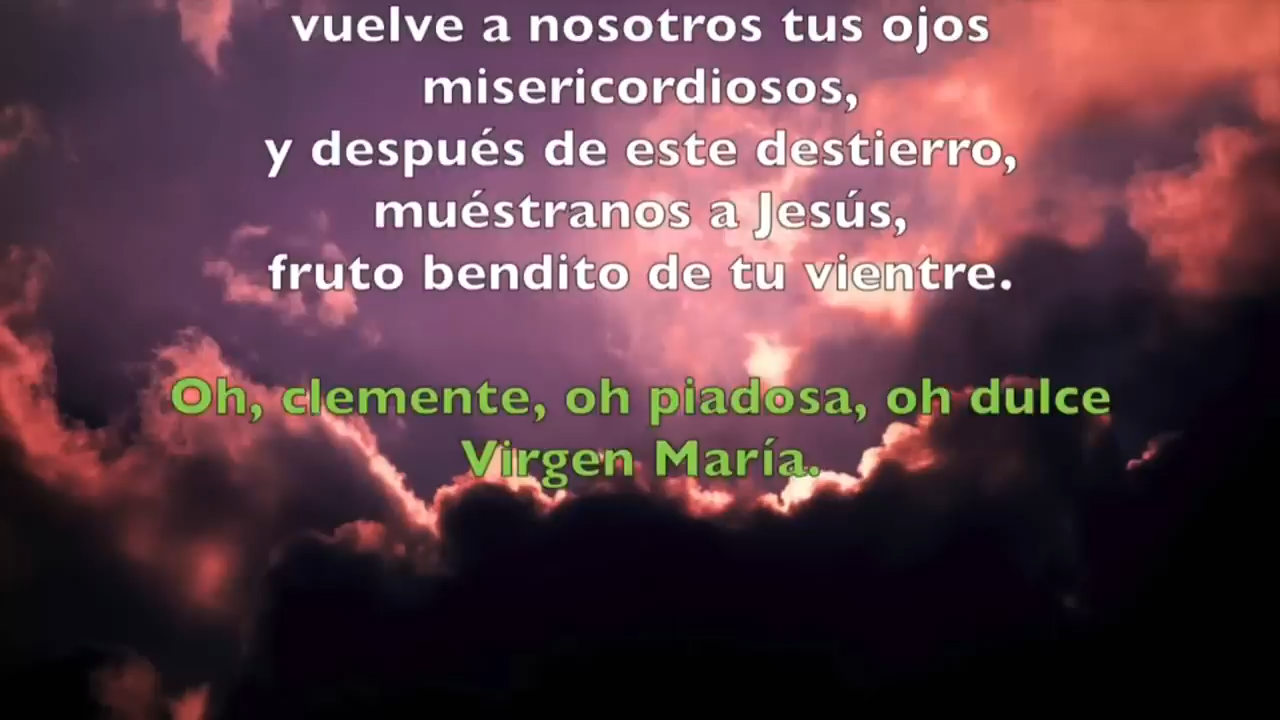 vuelve a nosotros tus ojos
misericordiosos,
y después de este destierro,
muéstranos a Jesús,
fruto bendito de tu vientre.
Oh, clemente, oh piadosa, oh dulce
Virgen María.